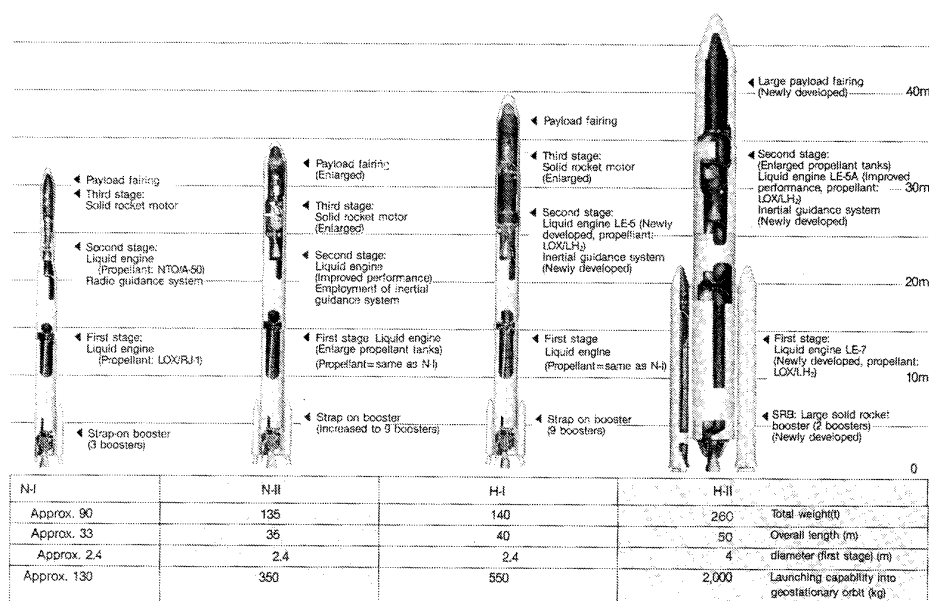 Payload fairing
Third stage:
Solid rocket motor
Second stage:
Liquid engine
(Propellant: NTO/A-50)
Radio guidance system
First stage:
Liquid engine
(Propellant: LOX/RJ-1)
Strap-on booster
(3 boosters)
Payload fairing
(Enlarged)
Third stage:
Solid rocket motor
(Enlarged)
Second stage:
Liquid engine
(Improved performance)
Employment of inertial
guidance system
First stage Liquid engine
(Enlarge propellant tanks)
(Propellant=same as N-I)
Strap on booster
(increased to 9 boosters)
Payload fairing
Third stage:
Solid rocket motor
(Enlarged)
Second stage:
Liquid engine LE-5 (Newly
developed, propellant:
LOX/LH₂)
Inertial guidance system
(Newly developed)
First stage
Liquid engine
(Propellant=same as N-I)
Strap on booster
(9 boosters)
Large payload fairing
(Newly developed)
Second stage:
(Enlarged propellant tanks)
Liquid engine LE-5A (Improved
performance, propellant:
LOX/LH₂)
Inertial guidance system
(Newly developed)
First stage:
Liquid engine LE-7
(Newly developed, propellant:
LOX/LH₂)
SRB: Large solid rocket
booster (2 boosters)
(Newly developed)
40m
30m
20m
10m
0
N-I N-II H-I H-II
Approx. 90 135 140 260 Total weight(t)
Approx. 33 35 40 50 Overall length (m)
Approx. 2.4 2.4 2.4 4 diameter (first stage) (m)
Approx. 130 350 550 2,000 Launching capability into
geostationary orbit (kg)